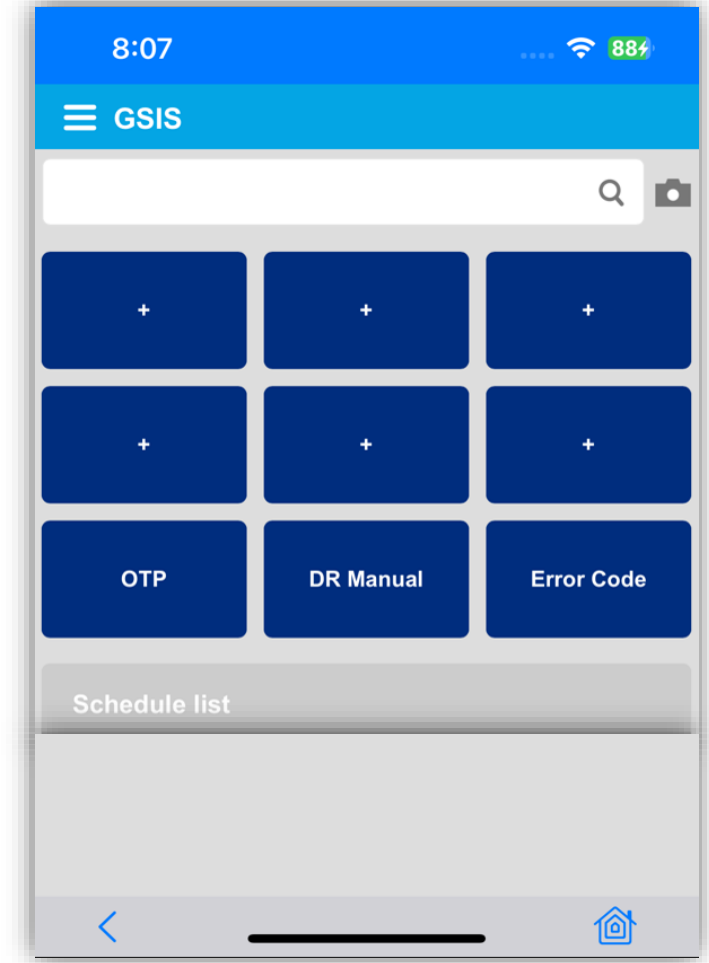 8:07 88
GSIS
+ + +
+ + +
OTP DR Manual Error Code
Schedule list